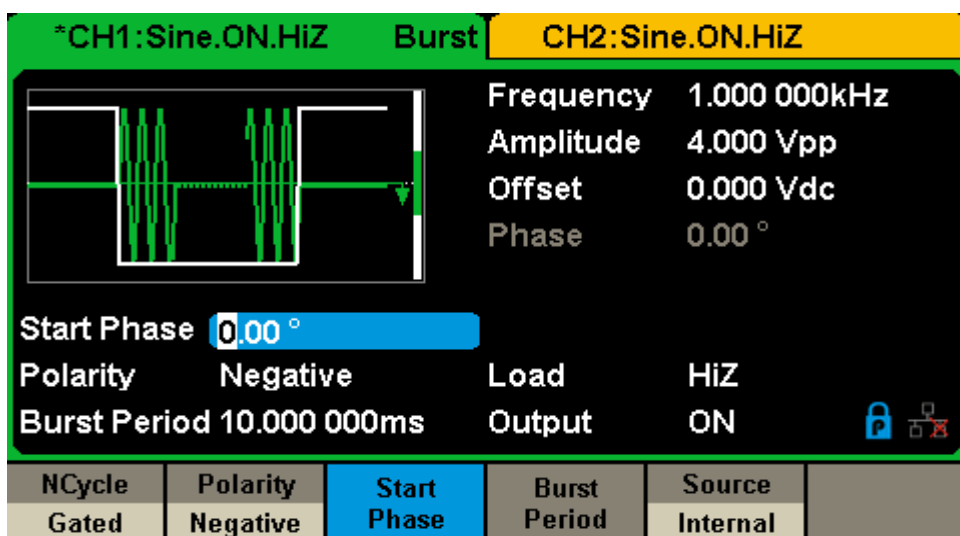 *CH1:Sine.ON.HiZ Burst CH2:Sine.ON.HiZ
Frequency 1.000 000kHz
Amplitude 4.000 Vpp
Offset 0.000 Vdc
Phase 0.00 °
Start Phase 0.00 °
Polarity Negative Load HiZ
Burst Period 10.000 000ms Output ON P
NCycle Polarity Start Burst Source
Gated Negative Phase Period Internal